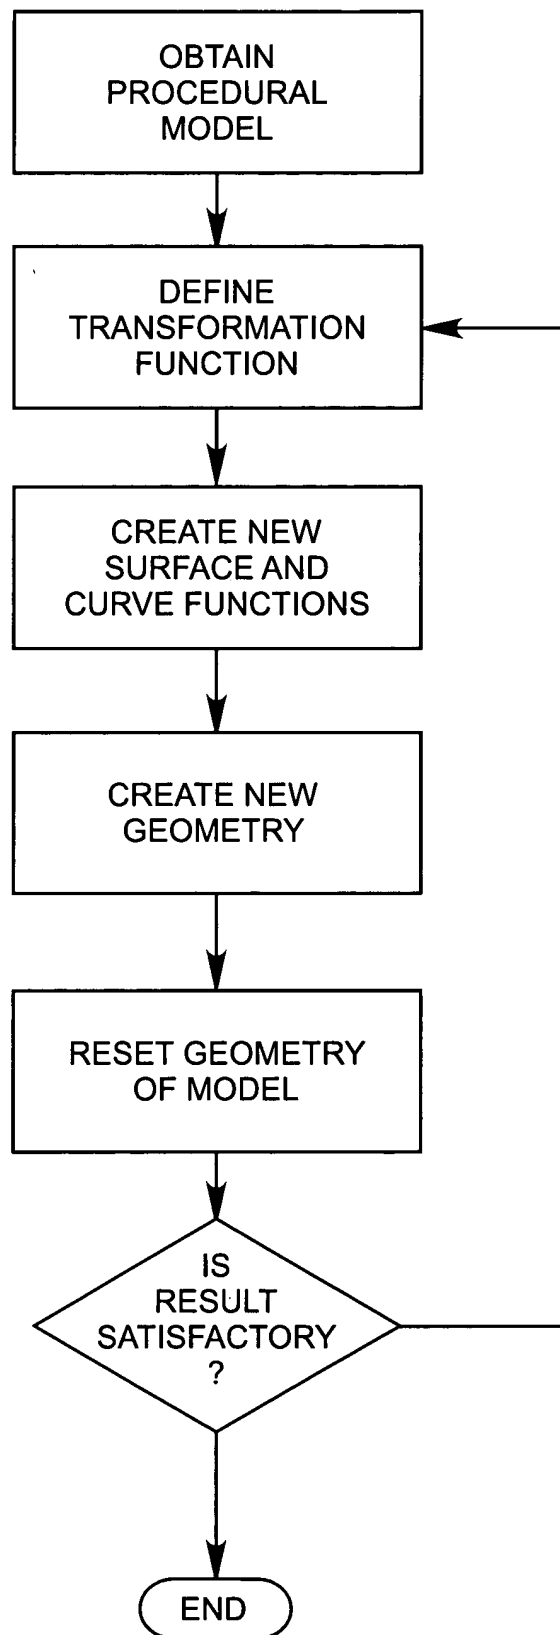 OBTAIN
PROCEDURAL
MODEL
DEFINE
TRANSFORMATION
FUNCTION
CREATE NEW
SURFACE AND
CURVE FUNCTIONS
CREATE NEW
GEOMETRY
RESET GEOMETRY
OF MODEL
IS
RESULT
SATISFACTORY
?
END